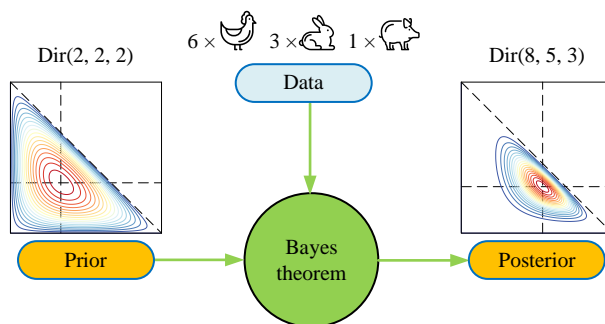 6 × 3 × 1 ×
Dir(2, 2, 2)
Data
Dir(8, 5, 3)
Prior
Bayes
theorem
Posterior